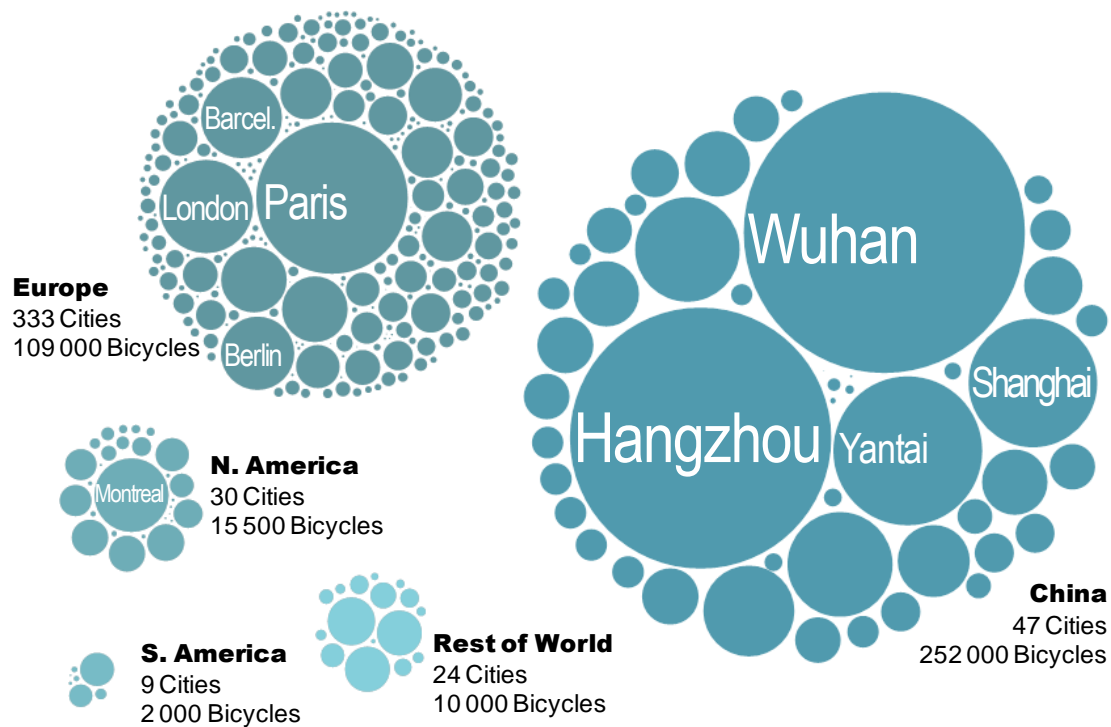 Barcel.
London
Paris
Berlin
Europe
333 Cities
109 000 Bicycles
Wuhan
Shanghai
Hangzhou
Yantai
Montreal
N. America
30 Cities
15 500 Bicycles
China
47 Cities
252 000 Bicycles
Rest of World
24 Cities
10 000 Bicycles
S. America
9 Cities
2 000 Bicycles